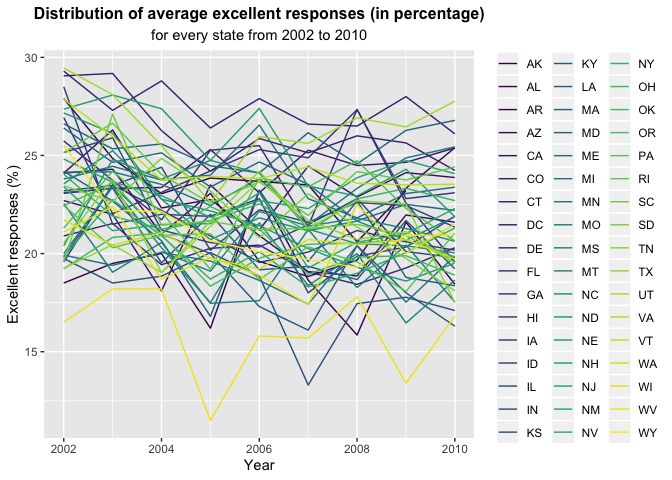 Distribution of average excellent responses (in percentage)
for every state from 2002 to 2010
Excellent responses (%)
30
25
20
15
2002 2004 2006 2008 2010
Year
AK KY NY
AL LA OH
AR MA OK
AZ MD OR
CA ME PA
CO MI RI
CT MN SC
DC MO SD
DE MS TN
FL MT TX
GA NC UT
HI ND VA
IA NE VT
ID NH WA
IL NJ WI
IN NM WV
KS NV WY